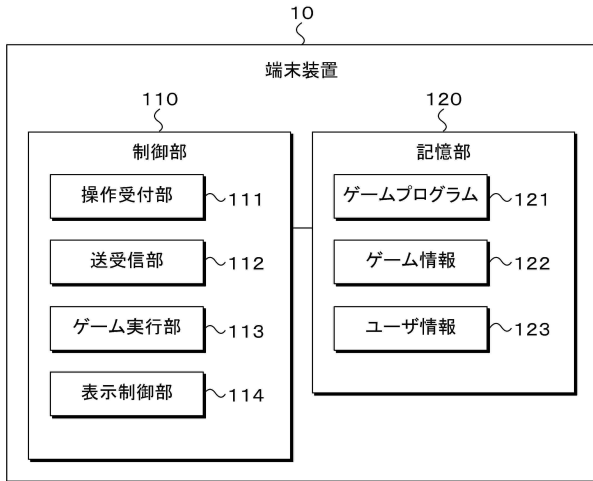 10
端末装置
110
制御部
操作受付部 111
送受信部 112
ゲーム実行部 113
表示制御部 114
120
記憶部
ゲームプログラム 121
ゲーム情報 122
ユーザ情報 123